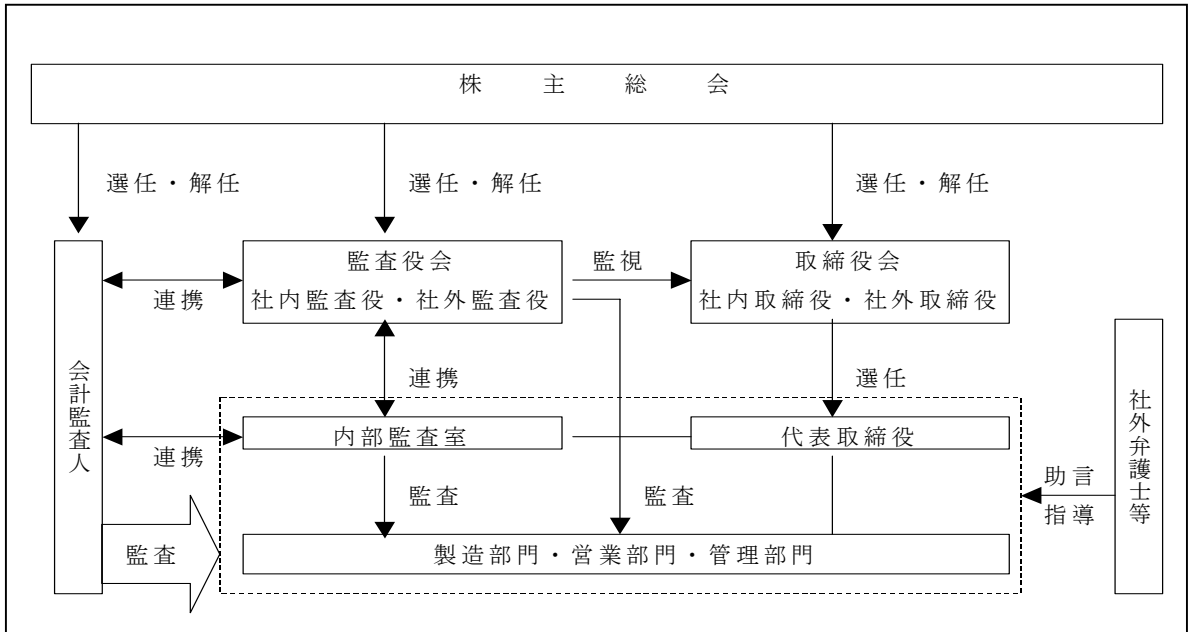 株主総会
選任・解任
選任・解任
選任・解任
監査役会
社内監査役・社外監査役
監視
取締役会
社内取締役・社外取締役
連携
会計監査人
連携
選任
社外弁護士等
内部監査室
代表取締役
連携
監査
監査
助言
指導
監査
製造部門・営業部門・管理部門